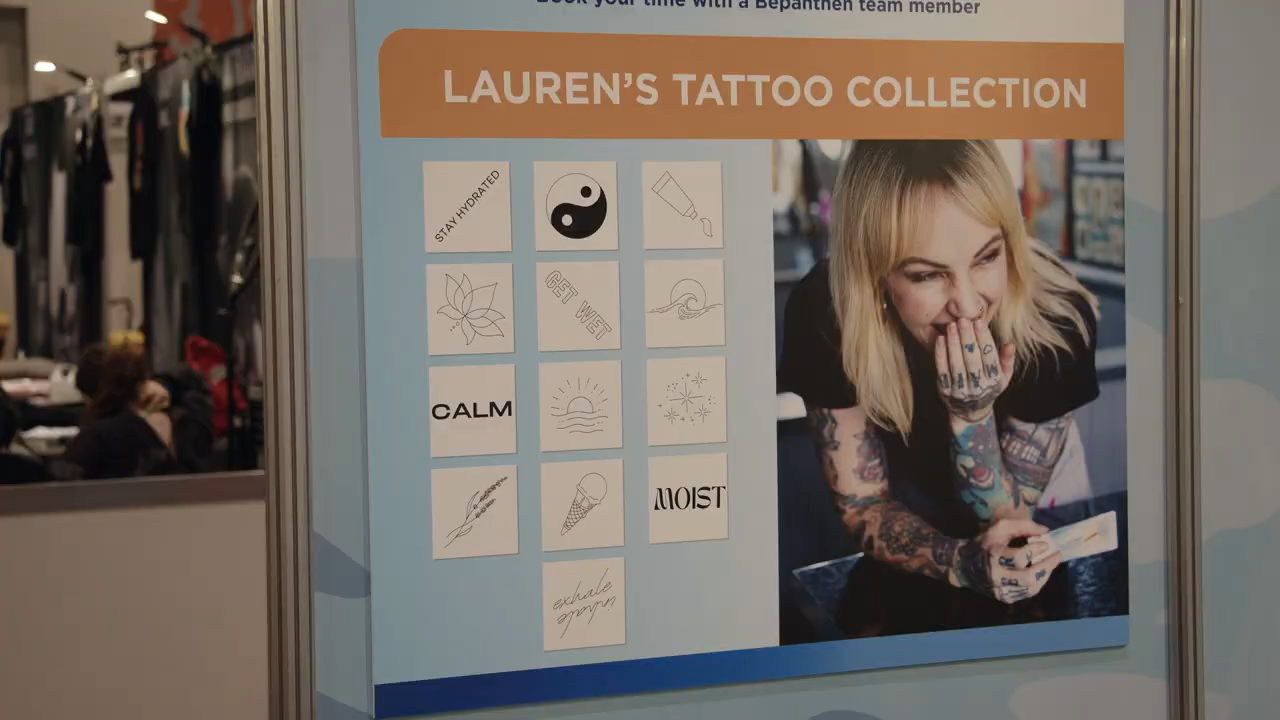 Book your time with a Bepanthen team member
LAUREN'S TATTOO COLLECTION
STAY HYDRATED
GET WET
CALM
MOIST
exhale
inhale